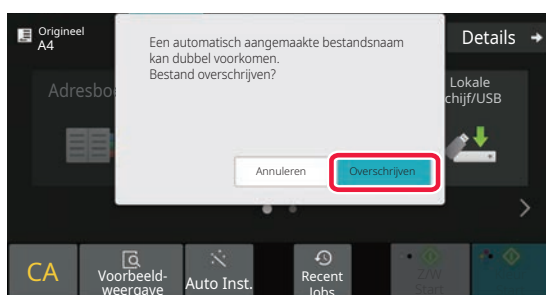 Origineel
A4
Een automatisch aangemaakte bestandsnaam
kan dubbel voorkomen.
Bestand overschrijven?
Details
Adresbo
Lokale
chijf/USB
Annuleren
Overschrijven
CA
Voorbeeld-
weergave
Auto Inst.
Recent
Jobs
Z/W
Start